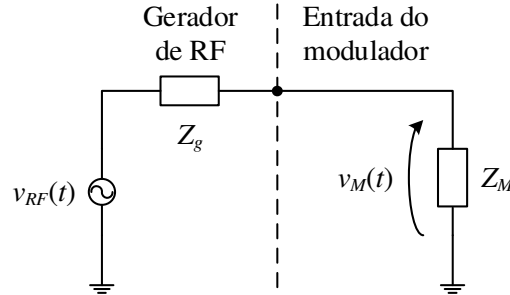 Gerador
de RF
Entrada do
modulador
Z_g
v_RF(t)
v_M(t)
Z_M